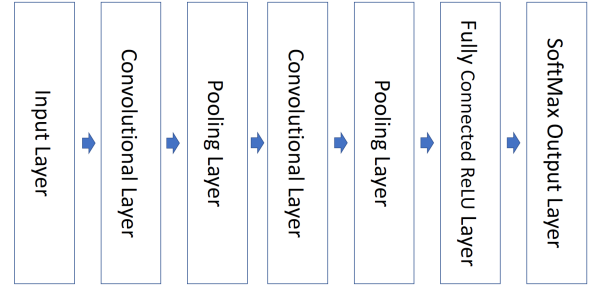 Input Layer
Convolutional Layer
Pooling Layer
Convolutional Layer
Pooling Layer
Fully Connected ReLU Layer
SoftMax Output Layer